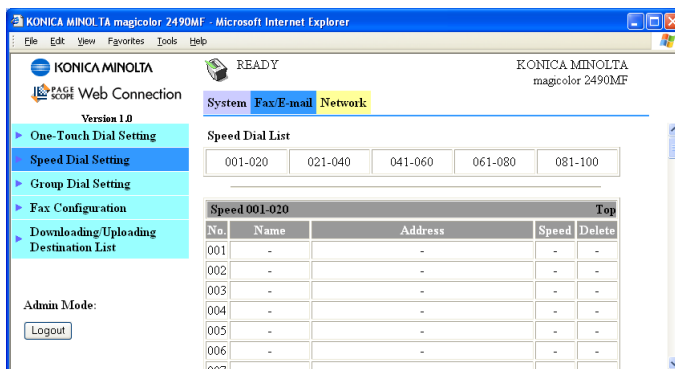 KONICA MINOLTA magicolor 2490MF - Microsoft Internet Explorer
File Edit View Favorites Tools Help
KONICA MINOLTA
PAGE SCOPE Web Connection
Version 1.0
READY
KONICA MINOLTA
magicolor 2490MF
System Fax/E-mail Network
One-Touch Dial Setting
Speed Dial Setting
Group Dial Setting
Fax Configuration
Downloading/Uploading
Destination List
Admin Mode:
Logout
Speed Dial List
001-020 021-040 041-060 061-080 081-100
Speed 001-020 Top
No. Name Address Speed Delete
001 - - - -
002 - - - -
003 - - - -
004 - - - -
005 - - - -
006 - - - -